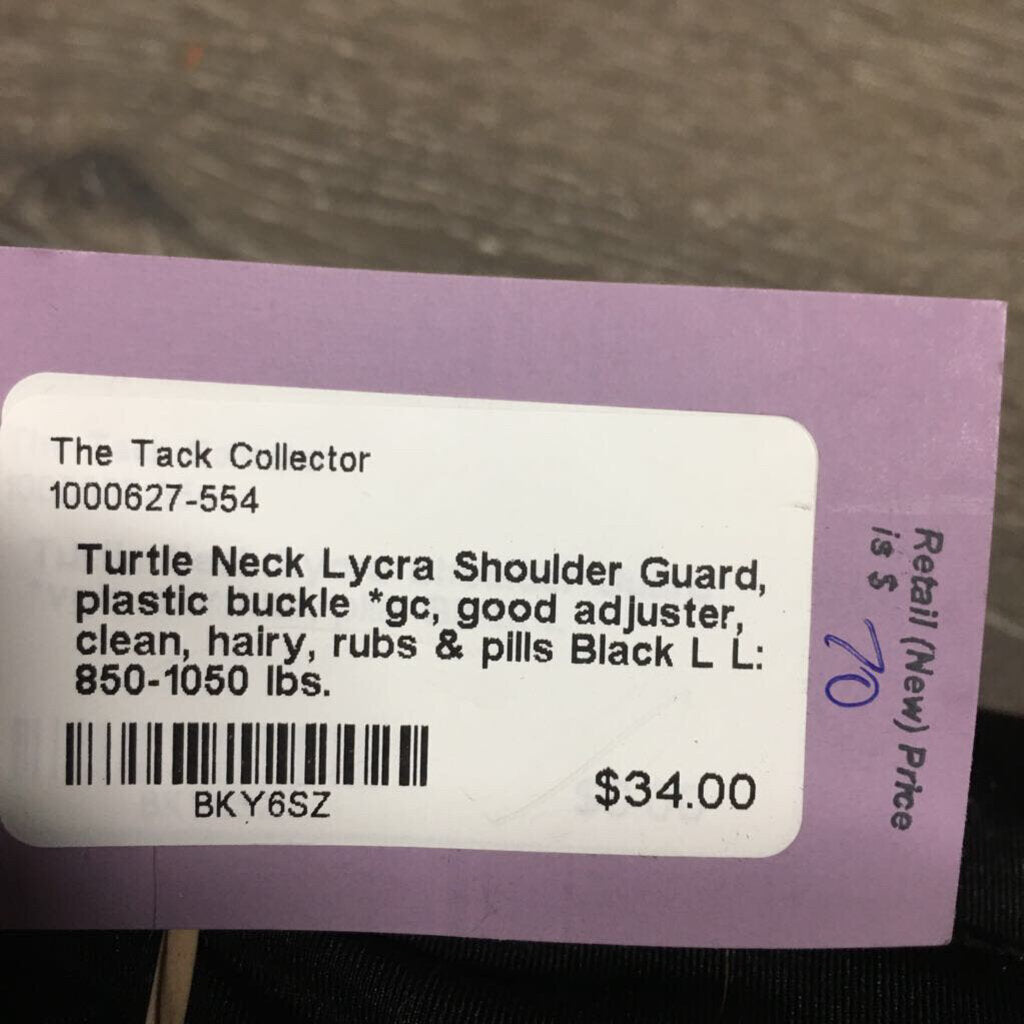 The Tack Collector
1000627-554
Turtle Neck Lycra Shoulder Guard,
plastic buckle *gc, good adjuster,
clean, hairy, rubs & pills Black L L:
850-1050 lbs.
BKY6SZ
$34.00
Retail (New) Price
is $ 70